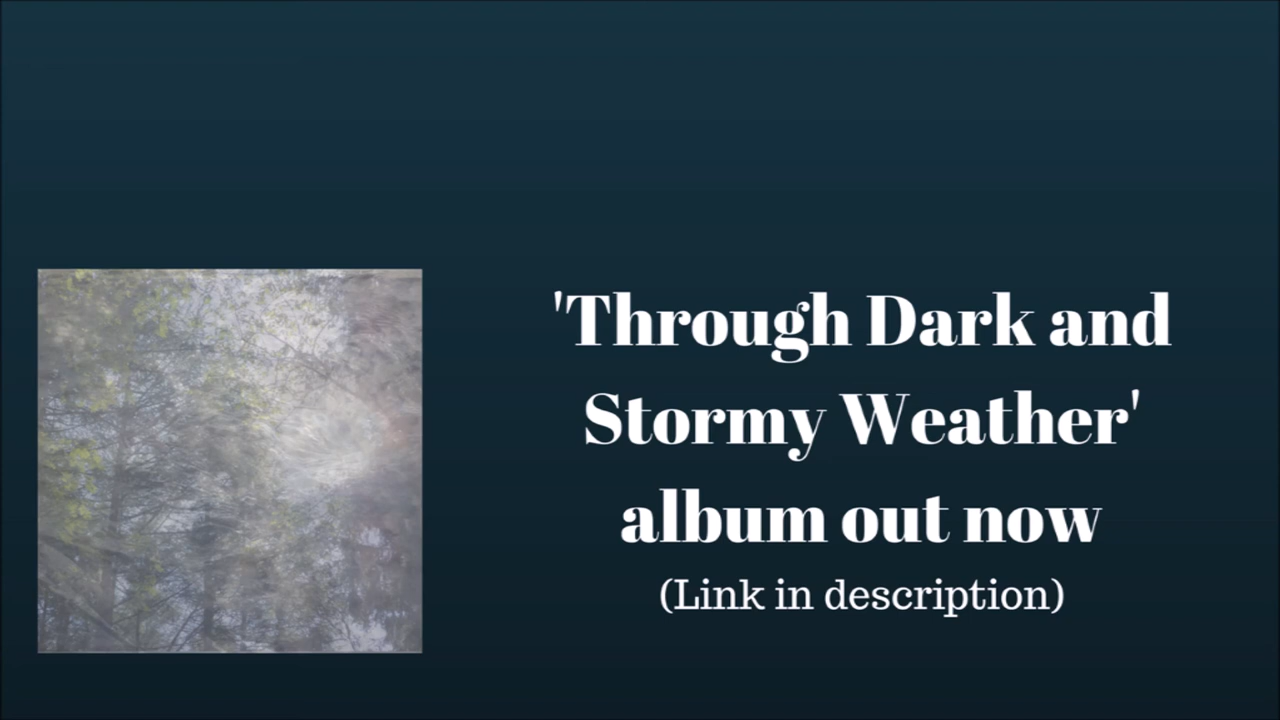 'Through Dark and
Stormy Weather'
album out now
(Link in description)